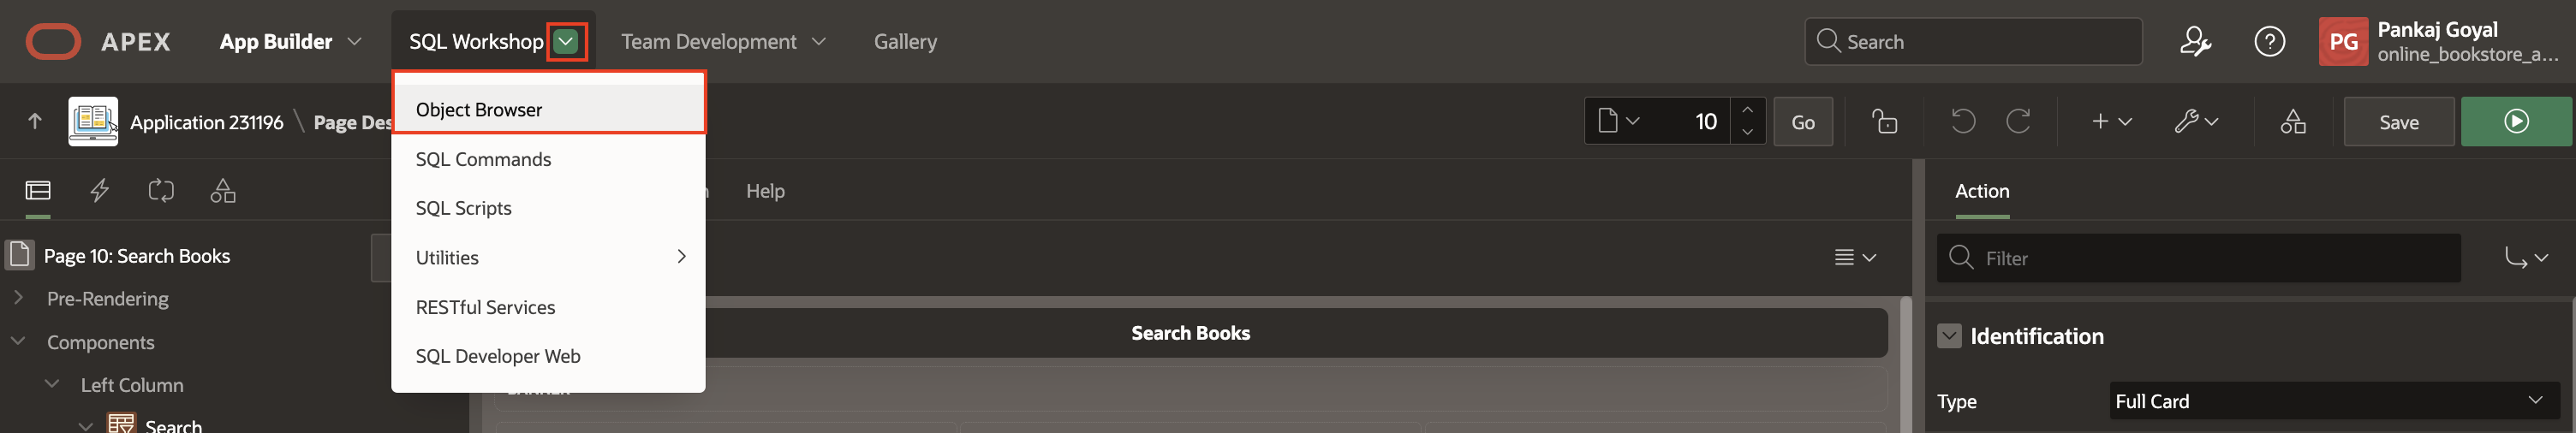 APEX App Builder SQL Workshop Team Development Gallery Search Pankaj Goyal
PG online_bookstore_a...
Object Browser
Application 231196 \ Page Des 10 Go Save
SQL Commands
Help Action
SQL Scripts
Page 10: Search Books Utilities Filter
Pre-Rendering RESTful Services
Search Books Identification
Components SQL Developer Web
Left Column
Type Full Card
Search